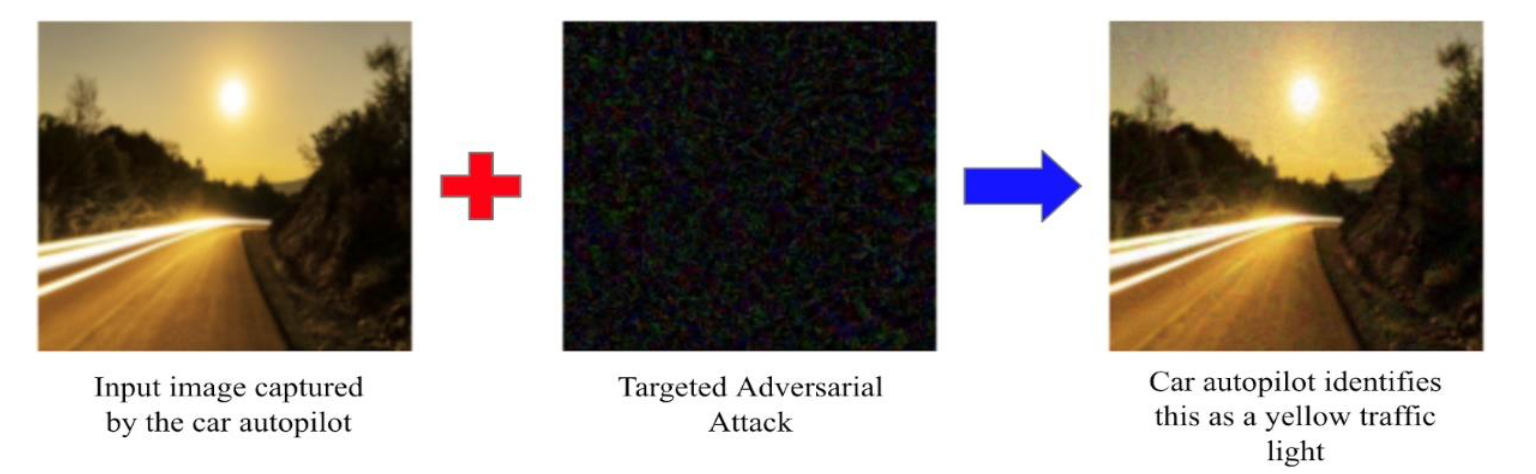 Input image captured
by the car autopilot
Targeted Adversarial
Attack
Car autopilot identifies
this as a yellow traffic
light